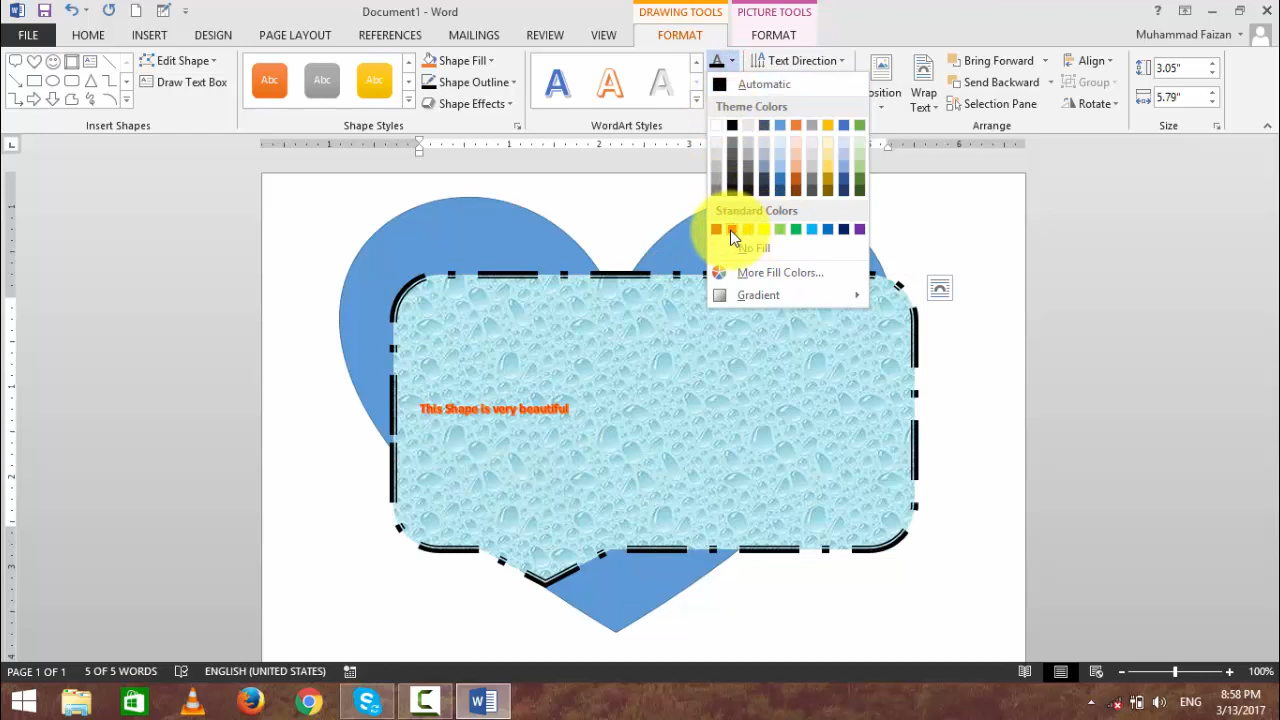 Document1 - Word
DRAWING TOOLS
PICTURE TOOLS
?
FILE
HOME
INSERT
DESIGN
PAGE LAYOUT
REFERENCES
MAILINGS
REVIEW
VIEW
FORMAT
FORMAT
Muhammad Faizan
Edit Shape
Draw Text Box
Insert Shapes
Abc
Abc
Abc
Shape Fill
Shape Outline
Shape Effects
Shape Styles
A
A
A
WordArt Styles
A
Text Direction
Automatic
Theme Colors
Standard Colors
No Fill
More Fill Colors...
Gradient
osition
Wrap
Text
Bring Forward
Send Backward
Selection Pane
Align
Group
Rotate
Arrange
3.05"
5.79"
Size
This Shape is very beautiful
PAGE 1 OF 1
5 OF 5 WORDS
ENGLISH (UNITED STATES)
100%
ENG
8:58 PM
3/13/2017